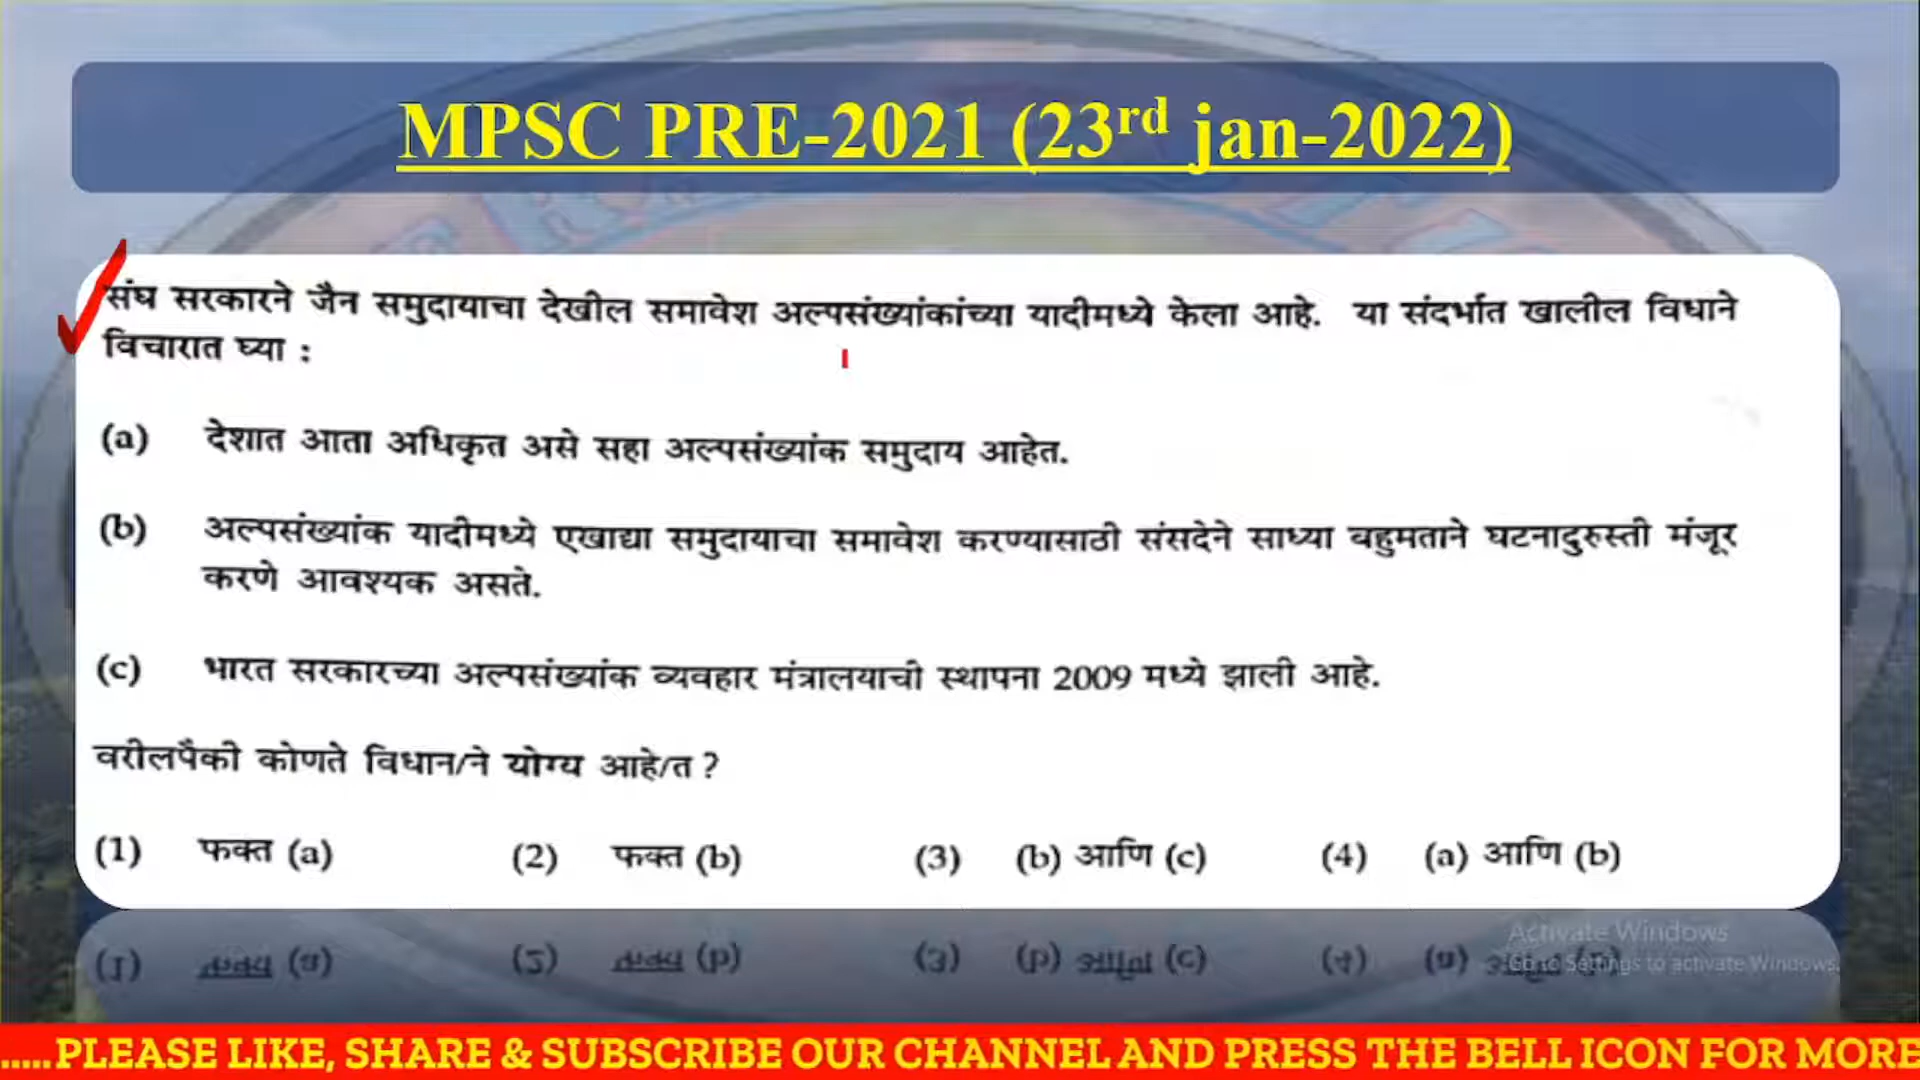 MPSC PRE-2021 (23rd jan-2022)
संघ सरकारने जैन समुदायाचा देखील समावेश अल्पसंख्यांकांच्या यादीमध्ये केला आहे. या संदर्भात खालील विधाने
विचारात घ्या :
(a) देशात आता अधिकृत असे सहा अल्पसंख्यांक समुदाय आहेत.
(b) अल्पसंख्यांक यादीमध्ये एखाद्या समुदायाचा समावेश करण्यासाठी संसदेने साध्या बहुमताने घटनादुरुस्ती मंजूर
करणे आवश्यक असते.
(c) भारत सरकारच्या अल्पसंख्यांक व्यवहार मंत्रालयाची स्थापना 2009 मध्ये झाली आहे.
वरीलपैकी कोणते विधान/ने योग्य आहे/त ?
(1) फक्त (a) (2) फक्त (b) (3) (b) आणि (c) (4) (a) आणि (b)
Activate Windows
Go to Settings to activate Windows.
.....PLEASE LIKE, SHARE & SUBSCRIBE OUR CHANNEL AND PRESS THE BELL ICON FOR MORE